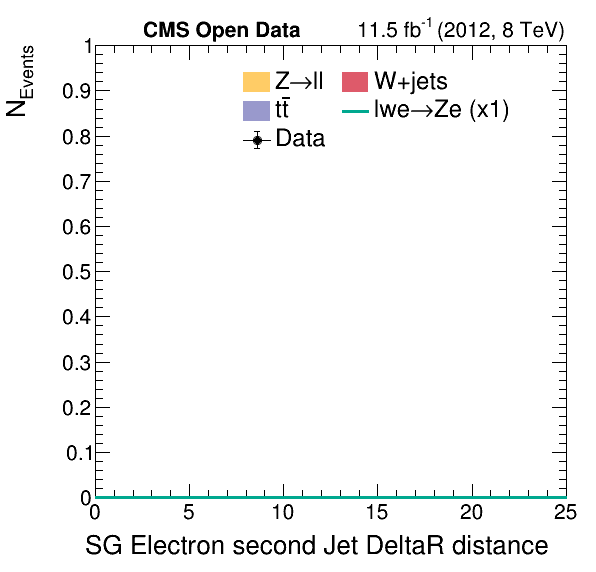 CMS Open Data 11.5 fb⁻¹ (2012, 8 TeV)
N_Events
Z→ll W+jets
tt̄ lwe→Ze (x1)
Data
1
0.9
0.8
0.7
0.6
0.5
0.4
0.3
0.2
0.1
0
0 5 10 15 20 25
SG Electron second Jet DeltaR distance